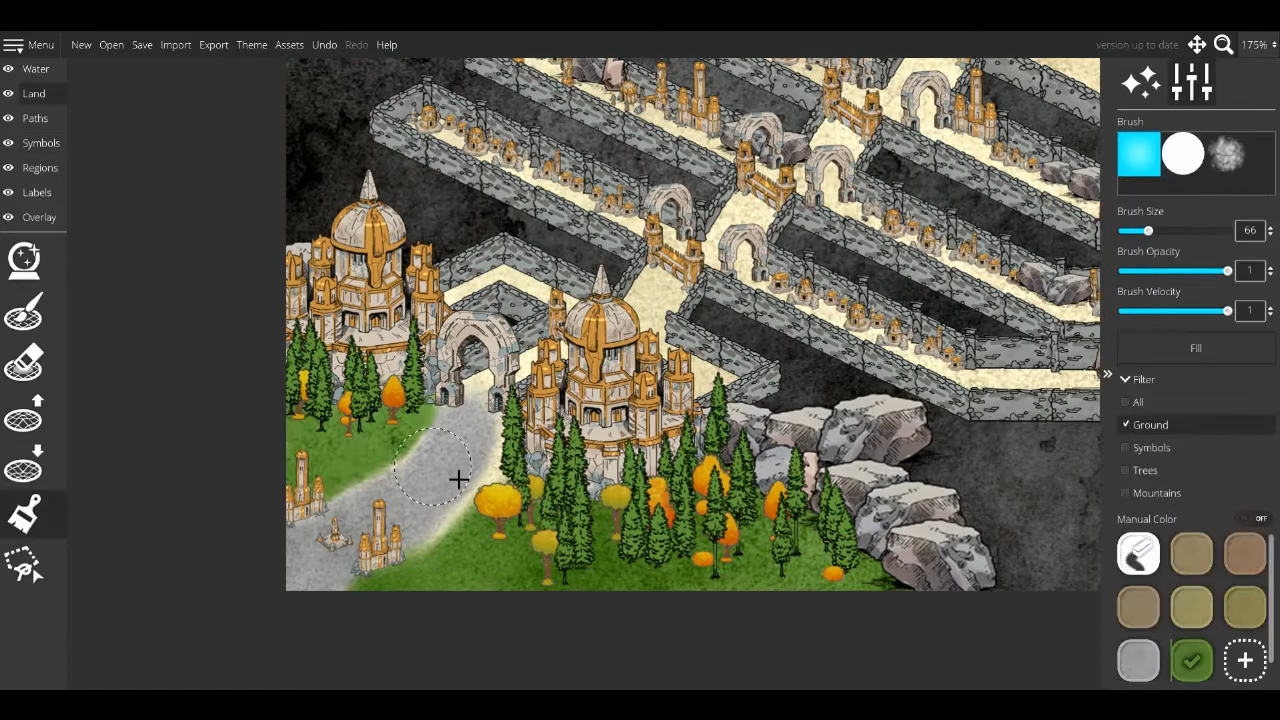 Menu New Open Save Import Export Theme Assets Undo Redo Help version up to date 175%
Water
Land
Paths
Symbols
Regions
Labels
Overlay
Brush
Brush Size
66
Brush Opacity
1
Brush Velocity
1
Fill
Filter
All
Ground
Symbols
Trees
Mountains
Manual Color OFF